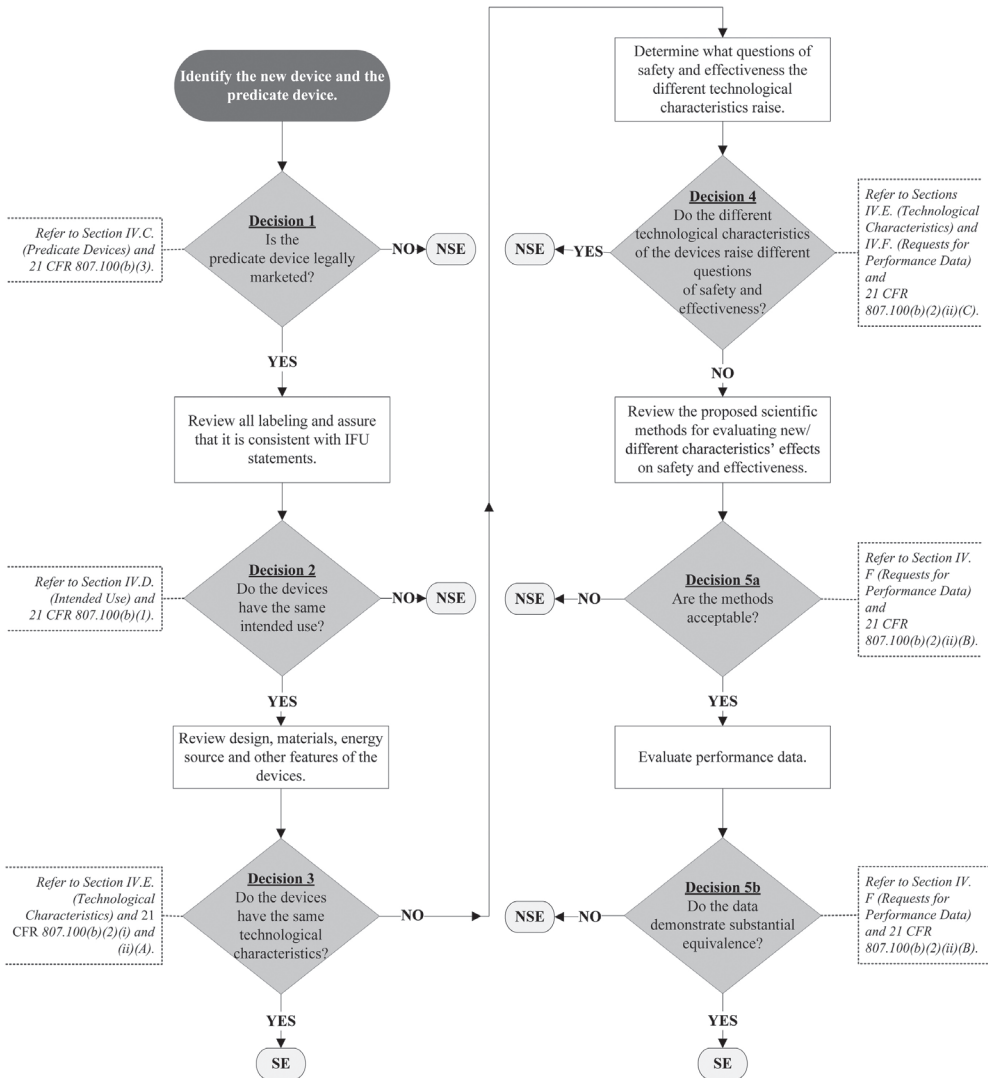 Identify the new device and the
predicate device.
Decision 1
Is the
predicate device legally
marketed?
Refer to Section IV.C.
(Predicate Devices) and
21 CFR 807.100(b)(3).
NO
NSE
YES
Review all labeling and assure
that it is consistent with IFU
statements.
Decision 2
Do the devices
have the same
intended use?
Refer to Section IV.D.
(Intended Use) and
21 CFR 807.100(b)(1).
NO
NSE
YES
Review design, materials, energy
source and other features of the
devices.
Decision 3
Do the devices
have the same
technological
characteristics?
Refer to Section IV.E.
(Technological
Characteristics) and 21
CFR 807.100(b)(2)(i) and
(ii)(A).
NO
YES
SE
Determine what questions of
safety and effectiveness the
different technological
characteristics raise.
Decision 4
Do the different
technological characteristics
of the devices raise different
questions
of safety and
effectiveness?
YES
NSE
Refer to Sections
IV.E. (Technological
Characteristics) and
IV.F. (Requests for
Performance Data)
and
21 CFR
807.100(b)(2)(ii)(C).
NO
Review the proposed scientific
methods for evaluating new/
different characteristics’ effects
on safety and effectiveness.
Decision 5a
Are the methods
acceptable?
NO
NSE
Refer to Section IV.
F (Requests for
Performance Data)
and
21 CFR
807.100(b)(2)(ii)(B).
YES
Evaluate performance data.
Decision 5b
Do the data
demonstrate substantial
equivalence?
NO
NSE
Refer to Section IV.
F (Requests for
Performance Data)
and 21 CFR
807.100(b)(2)(ii)(B).
YES
SE